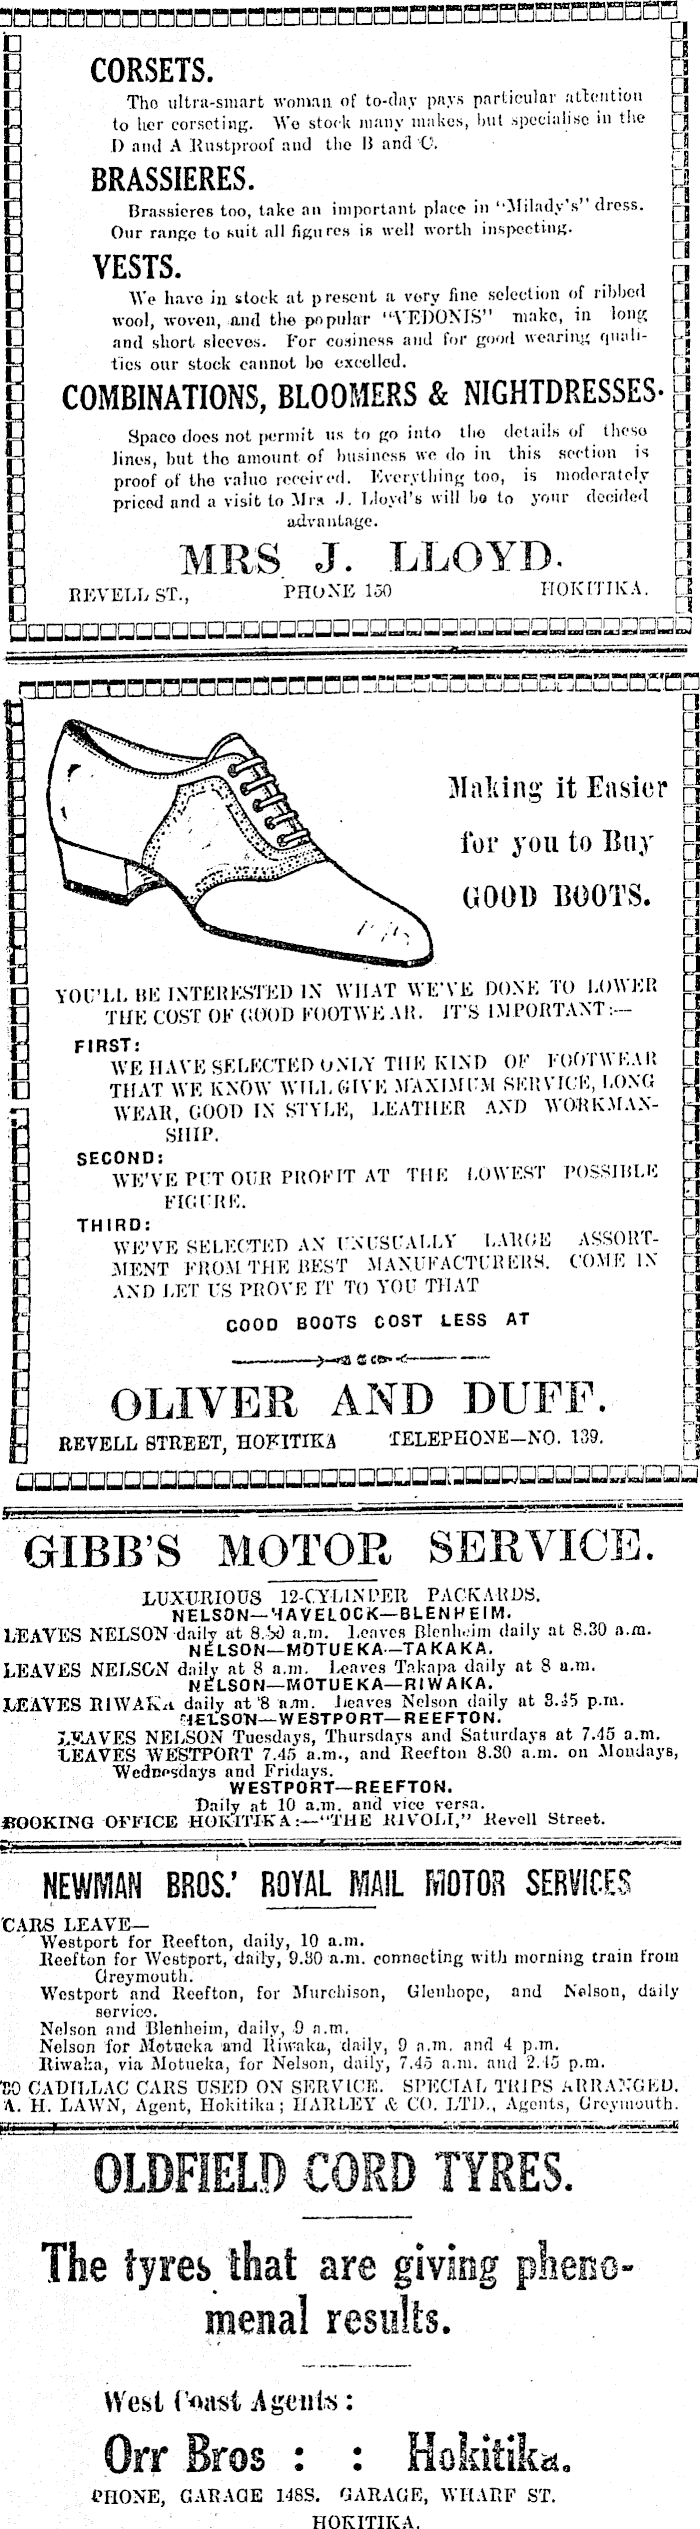 CORSETS.
The ultra-smart woman of to-day pays particular attention
to her corseting. We stock many makes, but specialise in the
D and A Rustproof and the B and C.
BRASSIERES.
Brassieres too, take an important place in "Milady's" dress.
Our range to suit all figures is well worth inspecting.
VESTS.
We have in stock at present a very fine selection of ribbed
wool, woven, and the popular "VEDONIS" make, in long
and short sleeves. For cosiness and for good wearing quali-
ties our stock cannot be excelled.
COMBINATIONS, BLOOMERS & NIGHTDRESSES.
Space does not permit us to go into the details of these
lines, but the amount of business we do in this section is
proof of the value received. Everything too, is moderately
priced and a visit to Mrs J. Lloyd's will be to your decided
advantage.
MRS J. LLOYD.
REVELL ST., PHONE 150 HOKITIKA.
Making it Easier
for you to Buy
GOOD BOOTS.
YOU'LL BE INTERESTED IN WHAT WE'VE DONE TO LOWER
THE COST OF GOOD FOOTWEAR. IT'S IMPORTANT:—
FIRST:
WE HAVE SELECTED ONLY THE KIND OF FOOTWEAR
THAT WE KNOW WILL GIVE MAXIMUM SERVICE, LONG
WEAR, GOOD IN STYLE, LEATHER AND WORKMAN-
SHIP.
SECOND:
WE'VE PUT OUR PROFIT AT THE LOWEST POSSIBLE
FIGURE.
THIRD:
WE'VE SELECTED AN UNUSUALLY LARGE ASSORT-
MENT FROM THE BEST MANUFACTURERS. COME IN
AND LET US PROVE IT TO YOU THAT
GOOD BOOTS COST LESS AT
OLIVER AND DUFF.
REVELL STREET, HOKITIKA TELEPHONE—NO. 139.
GIBB'S MOTOR SERVICE.
LUXURIOUS 12-CYLINDER PACKARDS.
NELSON—HAVELOCK—BLENHEIM.
LEAVES NELSON daily at a.m. Leaves Blenheim daily at 8.30 a.m.
NELSON—MOTUEKA—TAKAKA.
LEAVES NELSON daily at 8 a.m. Leaves Takapa daily at 8 a.m.
NELSON—MOTUEKA—RIWAKA.
LEAVES RIWAKA daily at 8 a.m. Leaves Nelson daily at 3.45 p.m.
NELSON—WESTPORT—REEFTON.
LEAVES NELSON Tuesdays, Thursdays and Saturdays at 7.45 a.m.
LEAVES WESTPORT 7.45 a.m., and Reefton 8.30 a.m. on Mondays,
Wednesdays and Fridays.
WESTPORT—REEFTON.
Daily at 10 a.m. and vice versa.
BOOKING OFFICE HOKITIKA:—"THE RIVOLI," Revell Street.
NEWMAN BROS.' ROYAL MAIL MOTOR SERVICES
CARS LEAVE—
Westport for Reefton, daily, 10 a.m.
Reefton for Westport, daily, 9.30 a.m. connecting with morning train from
Greymouth.
Westport and Reefton, for Murchison, Glenhope, and Nelson, daily
service.
Nelson and Blenheim, daily, 9 a.m.
Nelson for Motueka and Riwaka, daily, 9 a.m. and 4 p.m.
Riwaka, via Motueka, for Nelson, daily, 7.45 a.m. and 2.45 p.m.
CADILLAC CARS USED ON SERVICE. SPECIAL TRIPS ARRANGED.
A. H. LAWN, Agent, Hokitika; HARLEY & CO. LTD., Agents, Greymouth.
OLDFIELD CORD TYRES.
The tyres that are giving pheno-
menal results.
West Coast Agents:
Orr Bros : : Hokitika.
PHONE, GARAGE 148S. GARAGE, WHARF ST.
HOKITIKA.